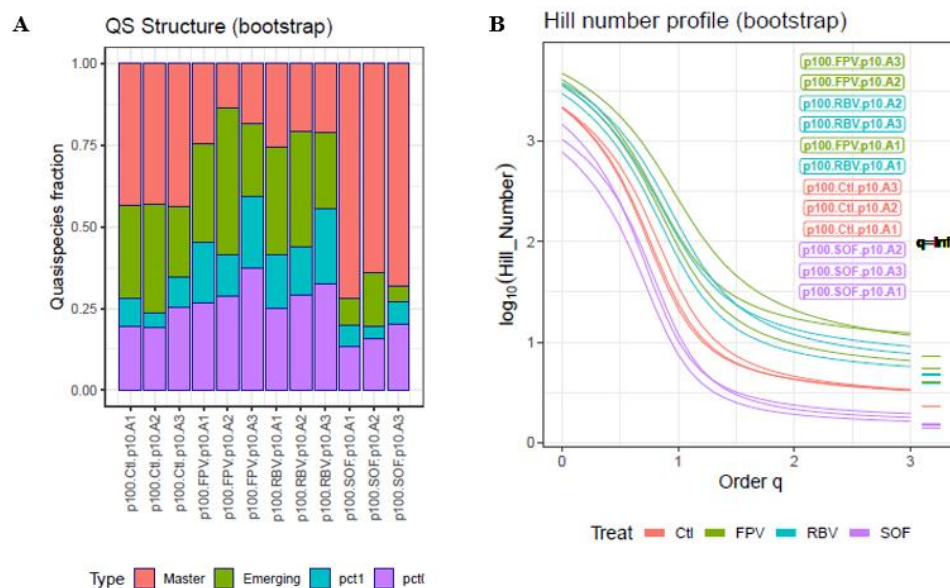 A
QS Structure (bootstrap)
Quasispecies fraction
1.00
0.75
0.50
0.25
0.00
p100.Ctl.p10.A1
p100.Ctl.p10.A2
p100.Ctl.p10.A3
p100.FPV.p10.A1
p100.FPV.p10.A2
p100.FPV.p10.A3
p100.RBV.p10.A1
p100.RBV.p10.A2
p100.RBV.p10.A3
p100.SOF.p10.A1
p100.SOF.p10.A2
p100.SOF.p10.A3
Type Master Emerging pct1
B
Hill number profile (bootstrap)
log10(Hill_Number)
3
2
1
0
p100.FPV.p10.A3
p100.FPV.p10.A2
p100.RBV.p10.A2
p100.RBV.p10.A3
p100.FPV.p10.A1
p100.RBV.p10.A1
p100.Ctl.p10.A3
p100.Ctl.p10.A2
p100.Ctl.p10.A1
p100.SOF.p10.A2
p100.SOF.p10.A3
p100.SOF.p10.A1
q=Inf
0 1 2 3
Order q
Treat Ctl FPV RBV SOF